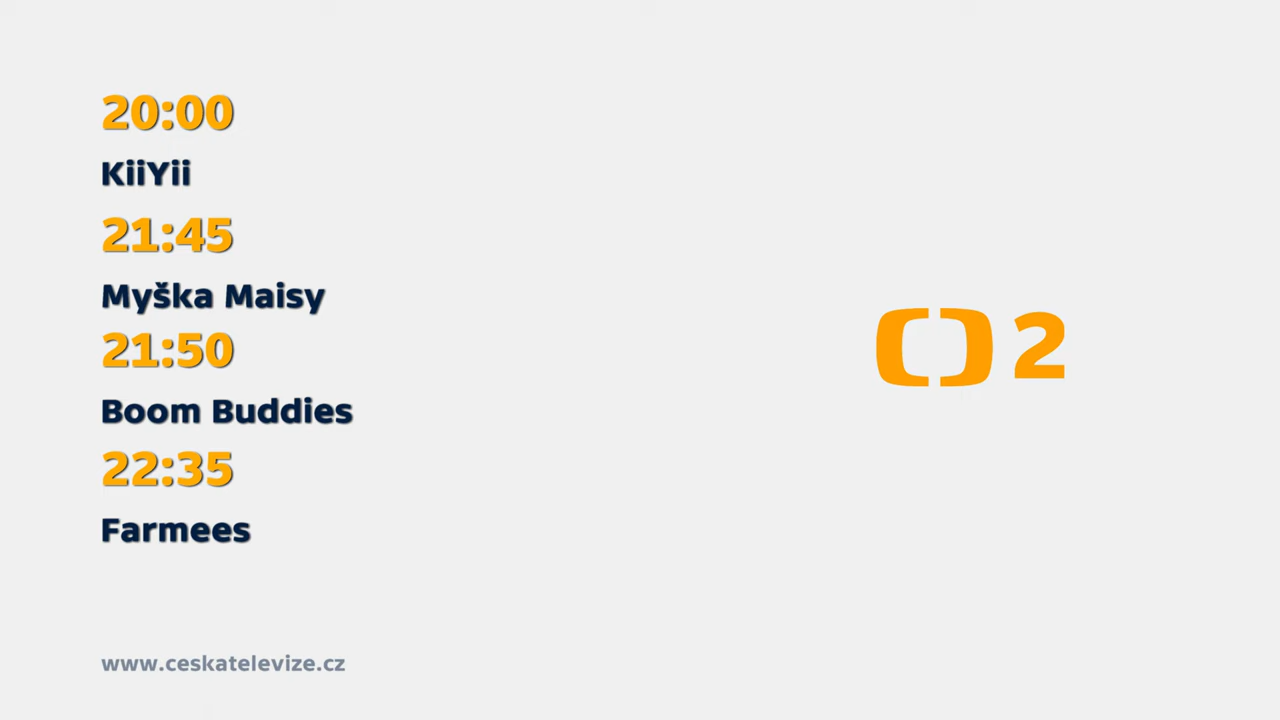 20:00
KiiYii
21:45
Myška Maisy
21:50
Boom Buddies
22:35
Farmees
2
www.ceskatelevize.cz